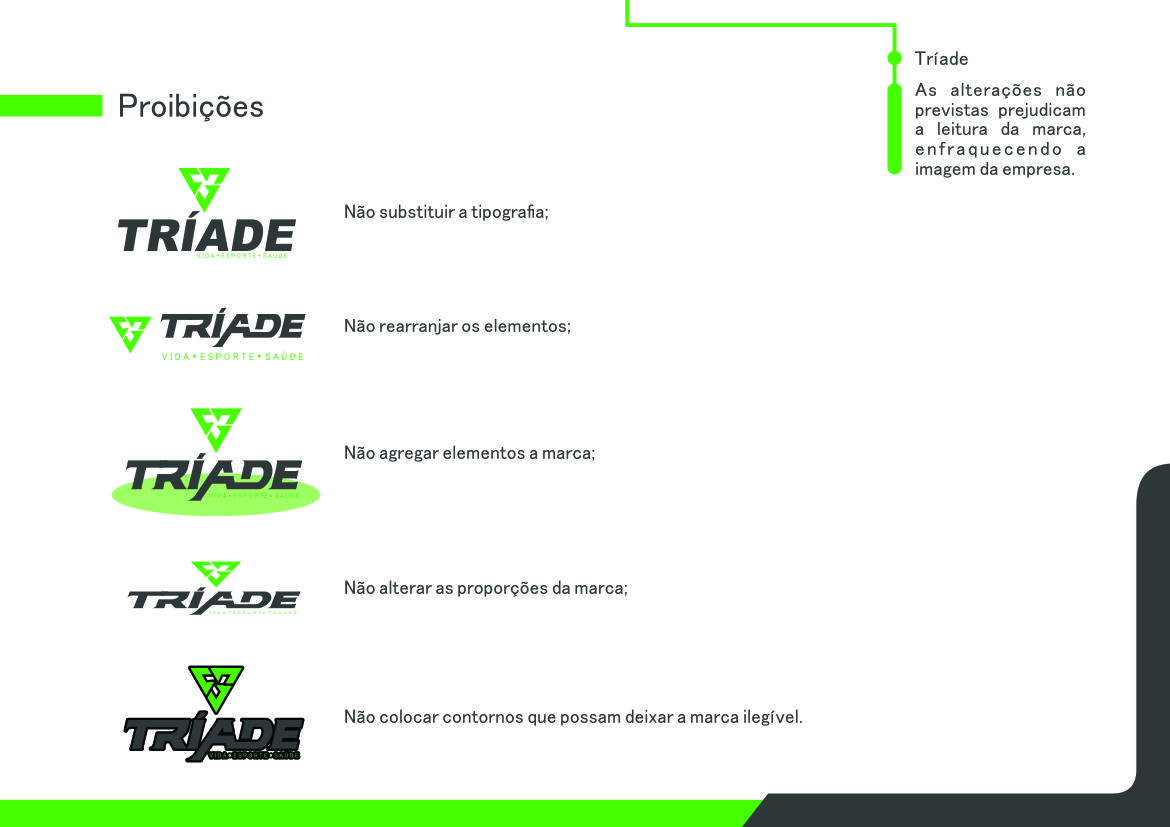 Tríade
As alterações não
previstas prejudicam
a leitura da marca,
enfraquecendo a
imagem da empresa.
Proibições
TRÍADE
VIDA•ESPORTE•SAÚDE
Não substituir a tipografia;
TRÍADE
VIDA•ESPORTE•SAÚDE
Não rearranjar os elementos;
TRÍADE
VIDA•ESPORTE•SAÚDE
Não agregar elementos a marca;
TRÍADE
VIDA•ESPORTE•SAÚDE
Não alterar as proporções da marca;
TRÍADE
VIDA•ESPORTE•SAÚDE
Não colocar contornos que possam deixar a marca ilegível.